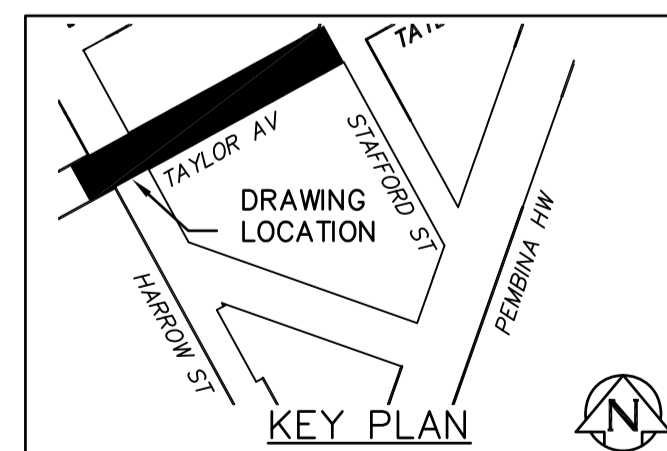 TAYLOR AV
STAFFORD ST
DRAWING
LOCATION
HARROW ST
PEMBINA HW
KEY PLAN
N